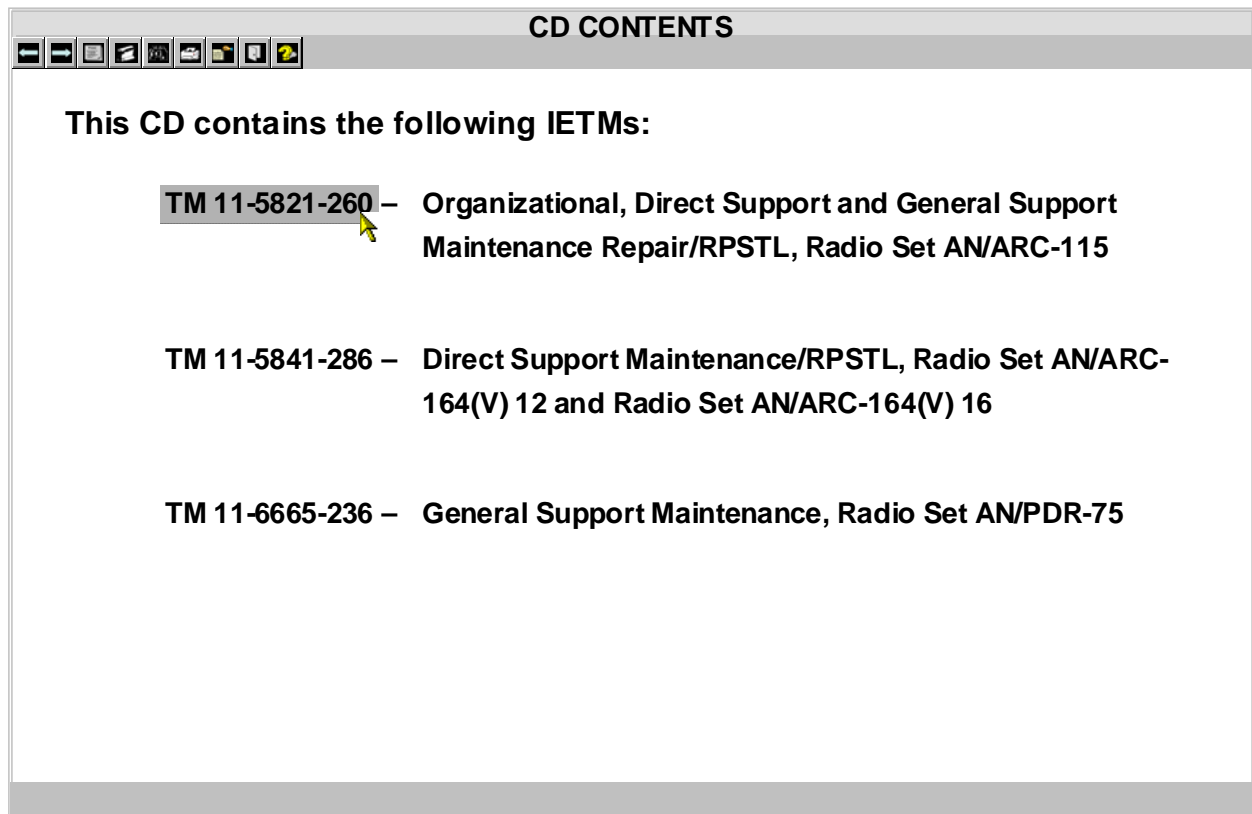 CD CONTENTS
This CD contains the following IETMs:
TM 11-5821-260 – Organizational, Direct Support and General Support
Maintenance Repair/RPSTL, Radio Set AN/ARC-115
TM 11-5841-286 – Direct Support Maintenance/RPSTL, Radio Set AN/ARC-
164(V) 12 and Radio Set AN/ARC-164(V) 16
TM 11-6665-236 – General Support Maintenance, Radio Set AN/PDR-75